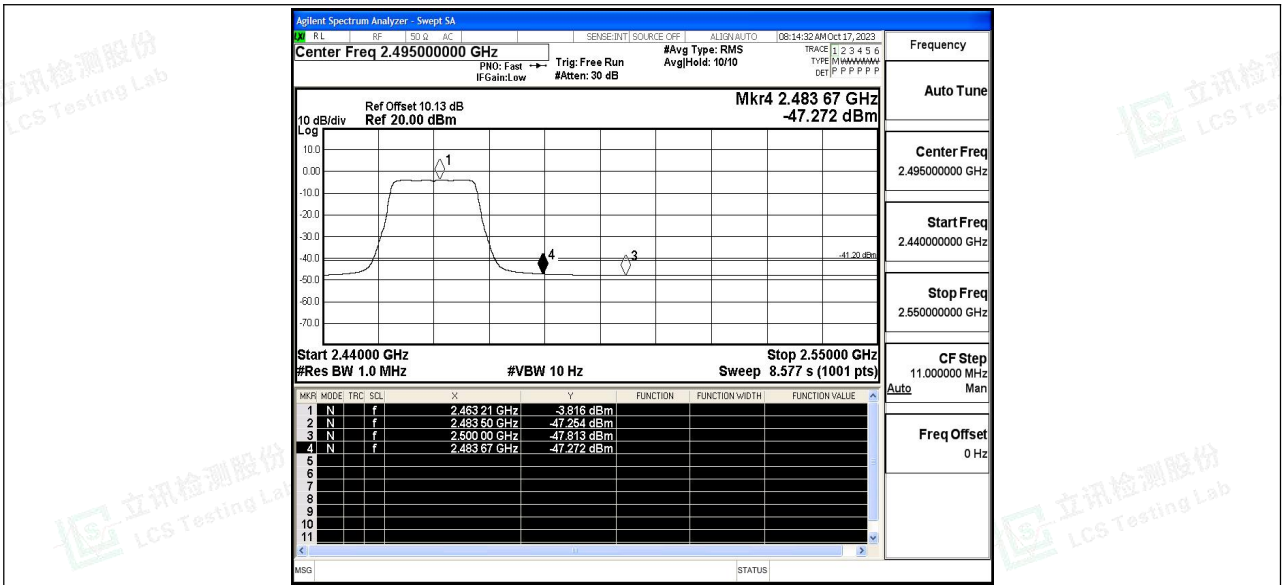 Agilent Spectrum Analyzer - Swept SA
RL RF 50 Ω AC SENSE:INT SOURCE OFF ALIGN AUTO 08:14:32 AM Oct 17, 2023
Center Freq 2.495000000 GHz
PNO: Fast
IFGain:Low
Trig: Free Run
#Atten: 30 dB
#Avg Type: RMS
Avg|Hold: 10/10
TRACE 1 2 3 4 5 6
TYPE M WWWWW
DET P P P P P P
Frequency
Auto Tune
Center Freq
2.495000000 GHz
Start Freq
2.440000000 GHz
Stop Freq
2.550000000 GHz
CF Step
11.000000 MHz
Auto Man
Freq Offset
0 Hz
Mkr4 2.483 67 GHz
-47.272 dBm
Ref Offset 10.13 dB
10 dB/div Ref 20.00 dBm
Log
10.0
0.00
-10.0
-20.0
-30.0
-40.0
-50.0
-60.0
-70.0
1
4
3
-41.20 dBm
Start 2.44000 GHz Stop 2.55000 GHz
#Res BW 1.0 MHz #VBW 10 Hz Sweep 8.577 s (1001 pts)
MKR MODE TRC SCL X Y FUNCTION FUNCTION WIDTH FUNCTION VALUE
1 N f 2.463 21 GHz -3.816 dBm
2 N f 2.483 50 GHz -47.254 dBm
3 N f 2.500 00 GHz -47.813 dBm
4 N f 2.483 67 GHz -47.272 dBm
5
6
7
8
9
10
11
MSG STATUS
立讯检测股份
LCS Testing Lab
立讯检测
LCS Tes
立讯检测股份
LCS Testing Lab
立讯检测股份
LCS Testing Lab